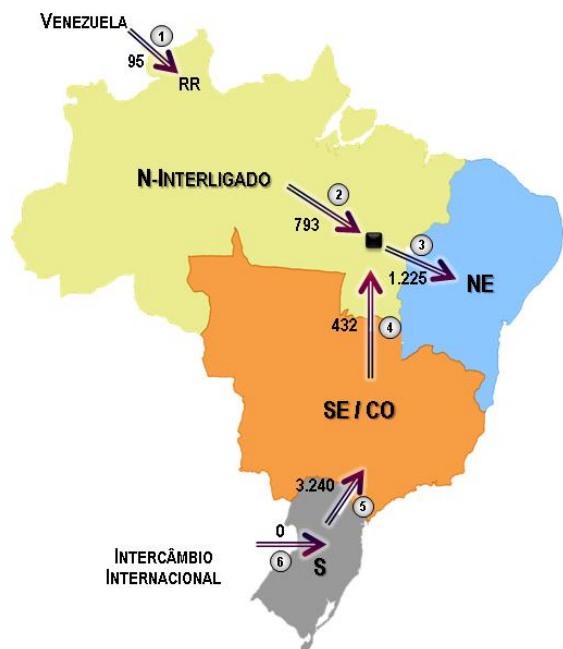 VENEZUELA
1
95
RR
N-INTERLIGADO
2
793
3
1.225
NE
432
4
SE / CO
3.240
5
0
6
INTERCÂMBIO
INTERNACIONAL
S